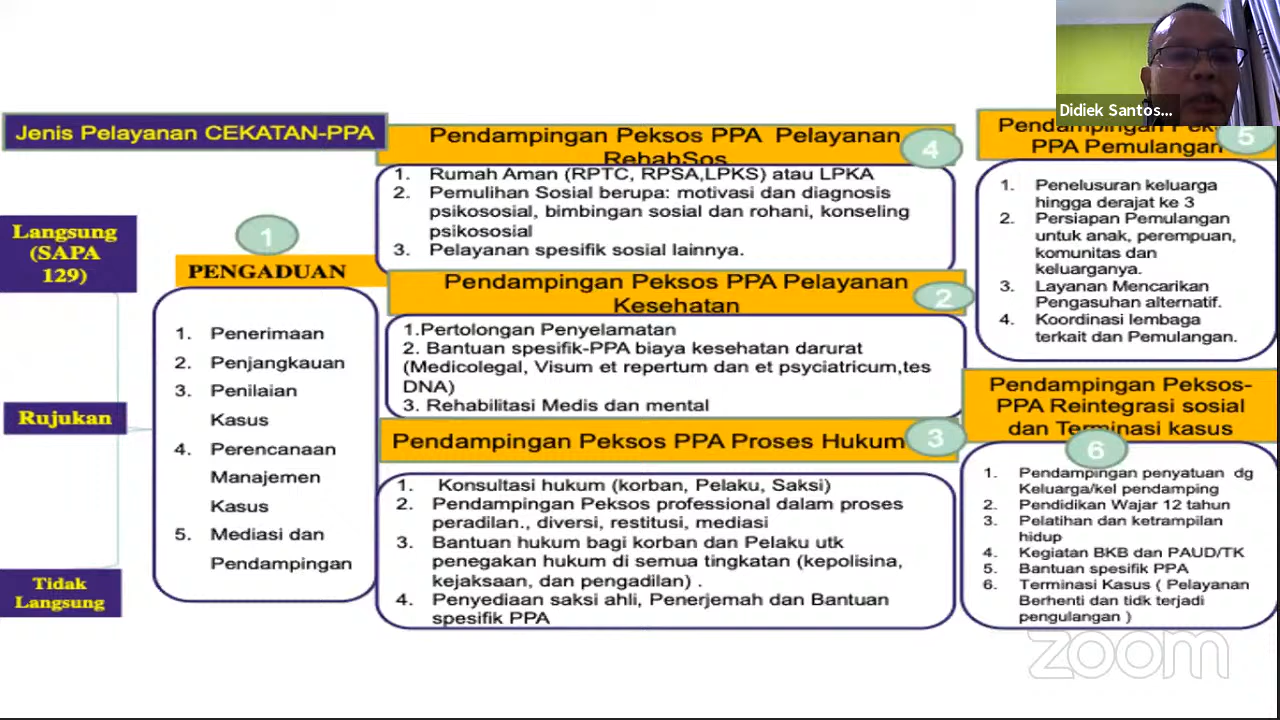 Didiek Santos...
Jenis Pelayanan CEKATAN-PPA
Langsung
(SAPA
129)
Rujukan
Tidak
Langsung
1
PENGADUAN
1. Penerimaan
2. Penjangkauan
3. Penilaian
Kasus
4. Perencanaan
Manajemen
Kasus
5. Mediasi dan
Pendampingan
Pendampingan Peksos PPA Pelayanan
RehabSos
4
1. Rumah Aman (RPTC, RPSA,LPKS) atau LPKA
2. Pemulihan Sosial berupa: motivasi dan diagnosis
psikososial, bimbingan sosial dan rohani, konseling
psikososial
3. Pelayanan spesifik sosial lainnya.
Pendampingan Peksos PPA Pelayanan
Kesehatan
2
1.Pertolongan Penyelamatan
2. Bantuan spesifik-PPA biaya kesehatan darurat
(Medicolegal, Visum et repertum dan et psyciatricum,tes
DNA)
3. Rehabilitasi Medis dan mental
Pendampingan Peksos PPA Proses Hukum
3
1. Konsultasi hukum (korban, Pelaku, Saksi)
2. Pendampingan Peksos professional dalam proses
peradilan., diversi, restitusi, mediasi
3. Bantuan hukum bagi korban dan Pelaku utk
penegakan hukum di semua tingkatan (kepolisina,
kejaksaan, dan pengadilan) .
4. Penyediaan saksi ahli, Penerjemah dan Bantuan
spesifik PPA
Pendampingan
PPA Pemulangan
5
1. Penelusuran keluarga
hingga derajat ke 3
2. Persiapan Pemulangan
untuk anak, perempuan,
komunitas dan
keluarganya.
3. Layanan Mencarikan
Pengasuhan alternatif.
4. Koordinasi lembaga
terkait dan Pemulangan.
Pendampingan Peksos-
PPA Reintegrasi sosial
dan Terminasi kasus
6
1. Pendampingan penyatuan dg
Keluarga/kel pendamping
2. Pendidikan Wajar 12 tahun
3. Pelatihan dan ketrampilan
hidup
4. Kegiatan BKB dan PAUD/TK
5. Bantuan spesifik PPA
6. Terminasi Kasus ( Pelayanan
Berhenti dan tidk terjadi
pengulangan )
zoom